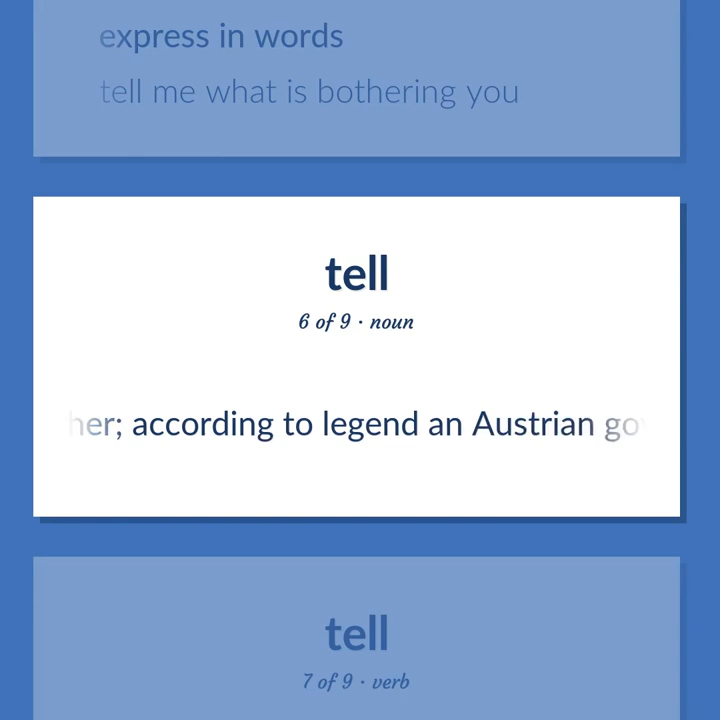 express in words
tell me what is bothering you
tell
6 of 9 · noun
her; according to legend an Austrian go
tell
7 of 9 · verb